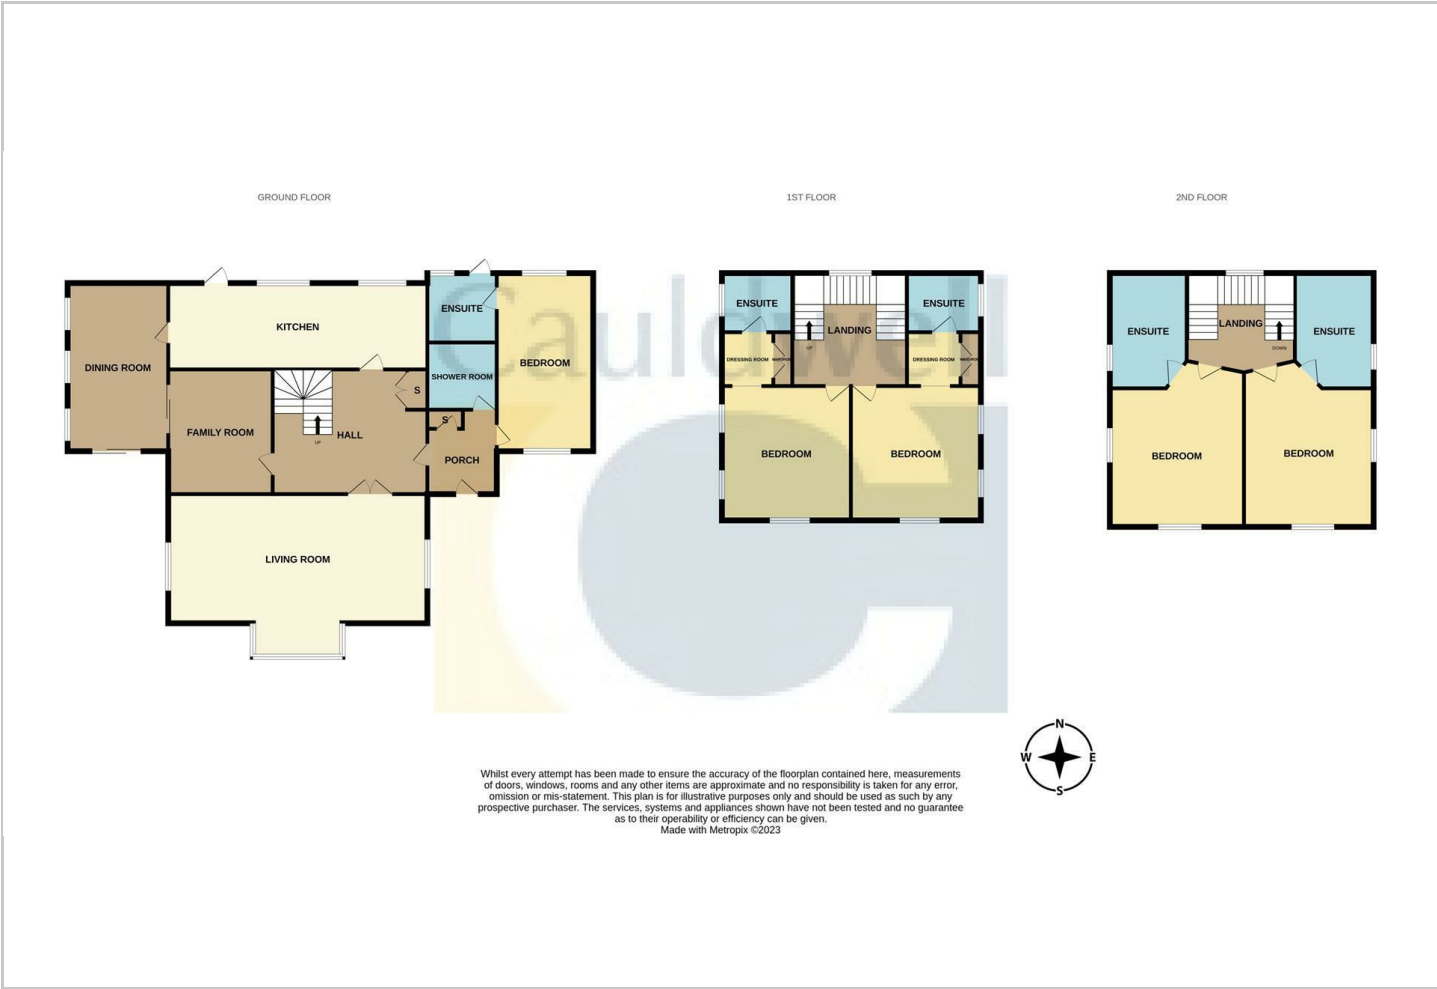 GROUND FLOOR
1ST FLOOR
2ND FLOOR
Cauldwell
ENSUITE
KITCHEN
BEDROOM
DINING ROOM
SHOWER ROOM
S
S
FAMILY ROOM
HALL
UP
PORCH
LIVING ROOM
ENSUITE
ENSUITE
LANDING
UP
DRESSING ROOM
WARDROBE
DRESSING ROOM
WARDROBE
BEDROOM
BEDROOM
ENSUITE
LANDING
ENSUITE
DOWN
BEDROOM
BEDROOM
N
W
E
S
Whilst every attempt has been made to ensure the accuracy of the floorplan contained here, measurements
of doors, windows, rooms and any other items are approximate and no responsibility is taken for any error,
omission or mis-statement. This plan is for illustrative purposes only and should be used as such by any
prospective purchaser. The services, systems and appliances shown have not been tested and no guarantee
as to their operability or efficiency can be given.
Made with Metropix ©2023